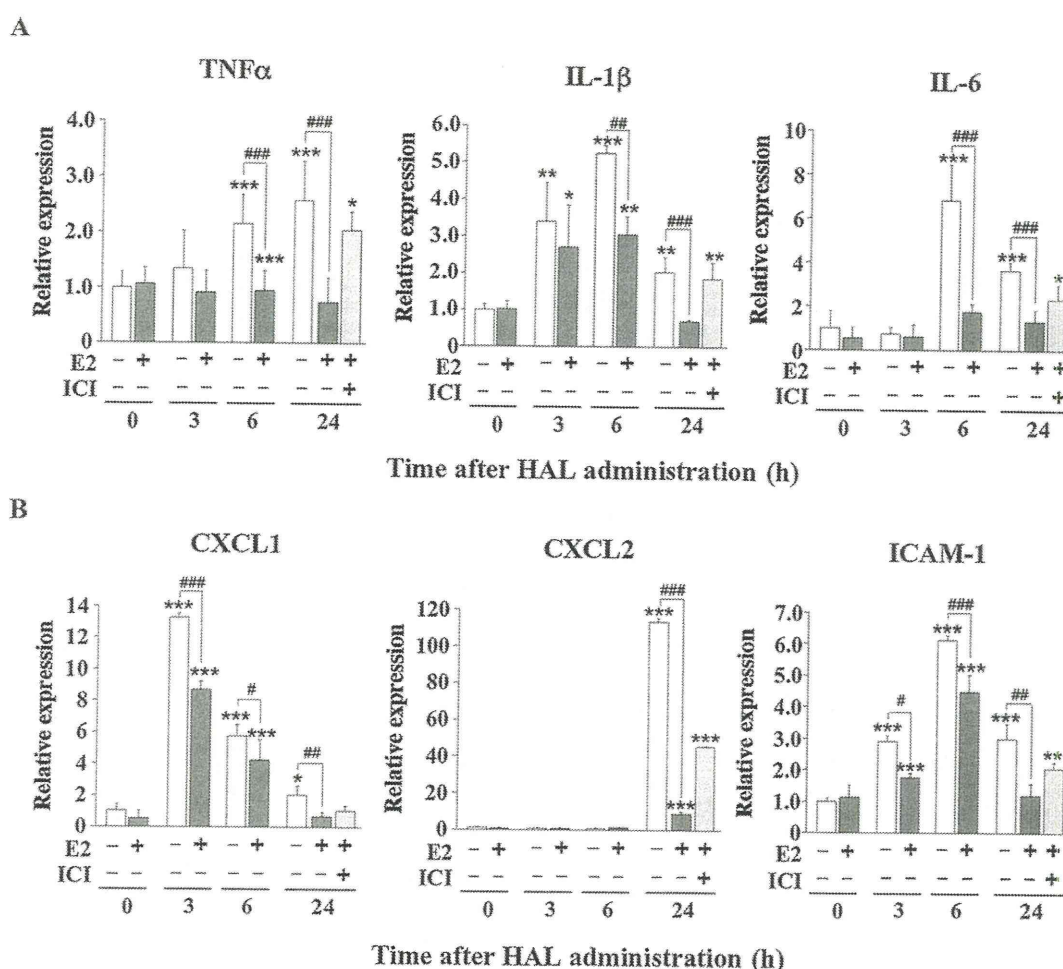 A
TNFα
IL-1β
IL-6
Relative expression
4.0
3.0
2.0
1.0
0
***
###
***
***
###
*
E2 - + - + - + - + +
ICI - - - - - - - - +
0 3 6 24
Relative expression
6.0
5.0
4.0
3.0
2.0
1.0
0
**
*
##
***
**
###
**
**
E2 - + - + - + - + +
ICI - - - - - - - - +
0 3 6 24
Relative expression
10
8
6
4
2
0
###
***
###
***
*
E2 - + - + - + - + +
ICI - - - - - - - - +
0 3 6 24
Time after HAL administration (h)
B
CXCL1
CXCL2
ICAM-1
Relative expression
14
12
10
8
6
4
2
0
###
***
***
#
***
***
##
*
E2 - + - + - + - + +
ICI - - - - - - - - +
0 3 6 24
Relative expression
120
100
80
60
40
20
0
###
***
***
***
E2 - + - + - + - + +
ICI - - - - - - - - +
0 3 6 24
Relative expression
7.0
6.0
4.0
3.0
2.0
1.0
0
#
***
***
###
***
***
##
***
**
E2 - + - + - + - + +
ICI - - - - - - - - +
0 3 6 24
Time after HAL administration (h)